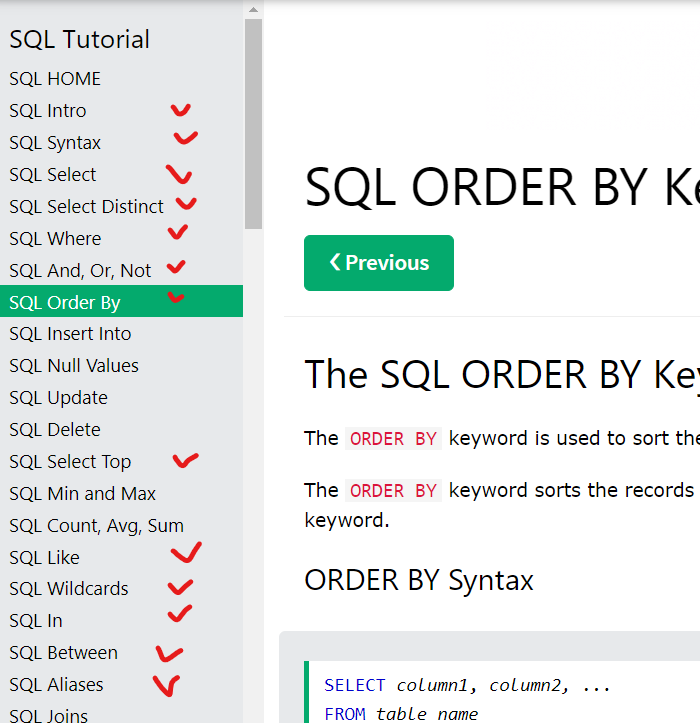 SQL Tutorial
SQL HOME
SQL Intro
SQL Syntax
SQL Select
SQL Select Distinct
SQL Where
SQL And, Or, Not
SQL Order By
SQL Insert Into
SQL Null Values
SQL Update
SQL Delete
SQL Select Top
SQL Min and Max
SQL Count, Avg, Sum
SQL Like
SQL Wildcards
SQL In
SQL Between
SQL Aliases
SQL Joins
SQL ORDER BY Ke
❮ Previous
The SQL ORDER BY Key
The ORDER BY keyword is used to sort the
The ORDER BY keyword sorts the records
keyword.
ORDER BY Syntax
SELECT column1, column2, ...
FROM table_name